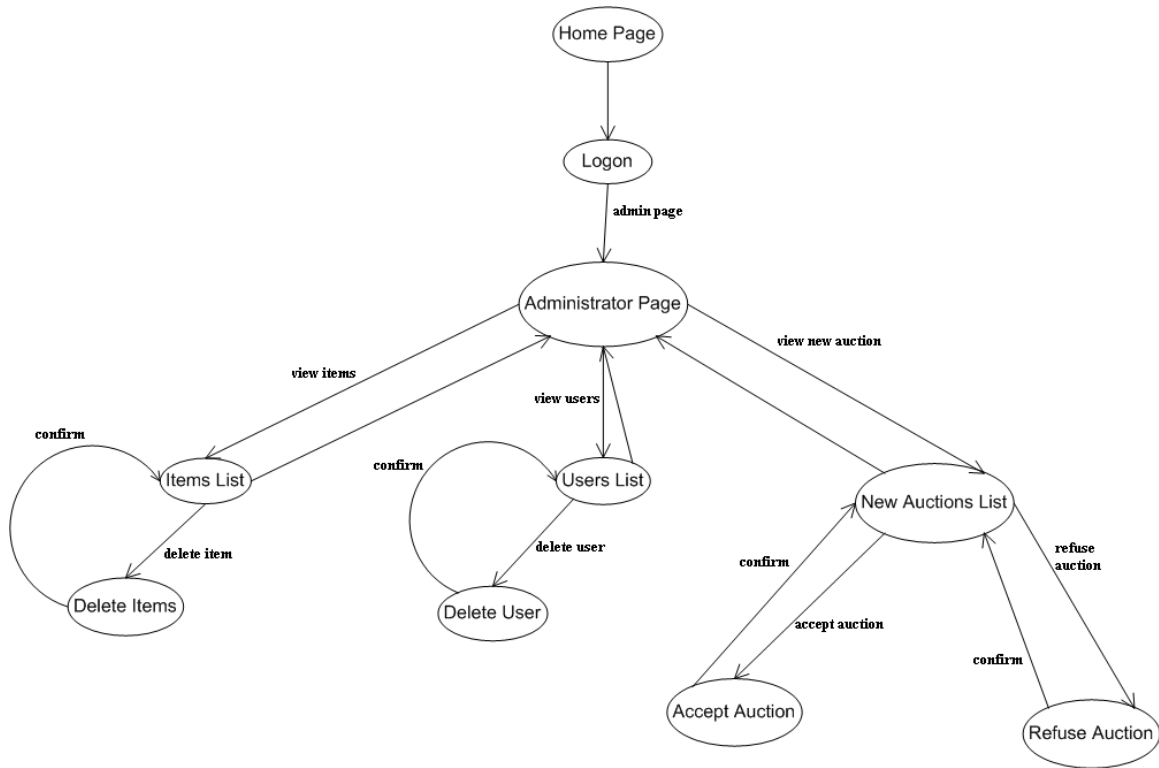 Home Page
Logon
admin page
Administrator Page
view new auction
view items
view users
confirm
confirm
Items List
Users List
New Auctions List
delete item
delete user
confirm
refuse
auction
Delete Items
Delete User
accept auction
confirm
Accept Auction
Refuse Auction